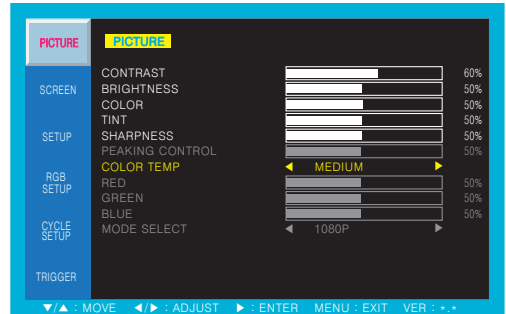 PICTURE
SCREEN
SETUP
RGB
SETUP
CYCLE
SETUP
TRIGGER
PICTURE
CONTRAST 60%
BRIGHTNESS 50%
COLOR 50%
TINT 50%
SHARPNESS 50%
PEAKING CONTROL 50%
COLOR TEMP ◀ MEDIUM ▶
RED 50%
GREEN 50%
BLUE 50%
MODE SELECT ◀ 1080P ▶
▼/▲ : MOVE ◀/▶ : ADJUST ▶ : ENTER MENU : EXIT VER : *.*